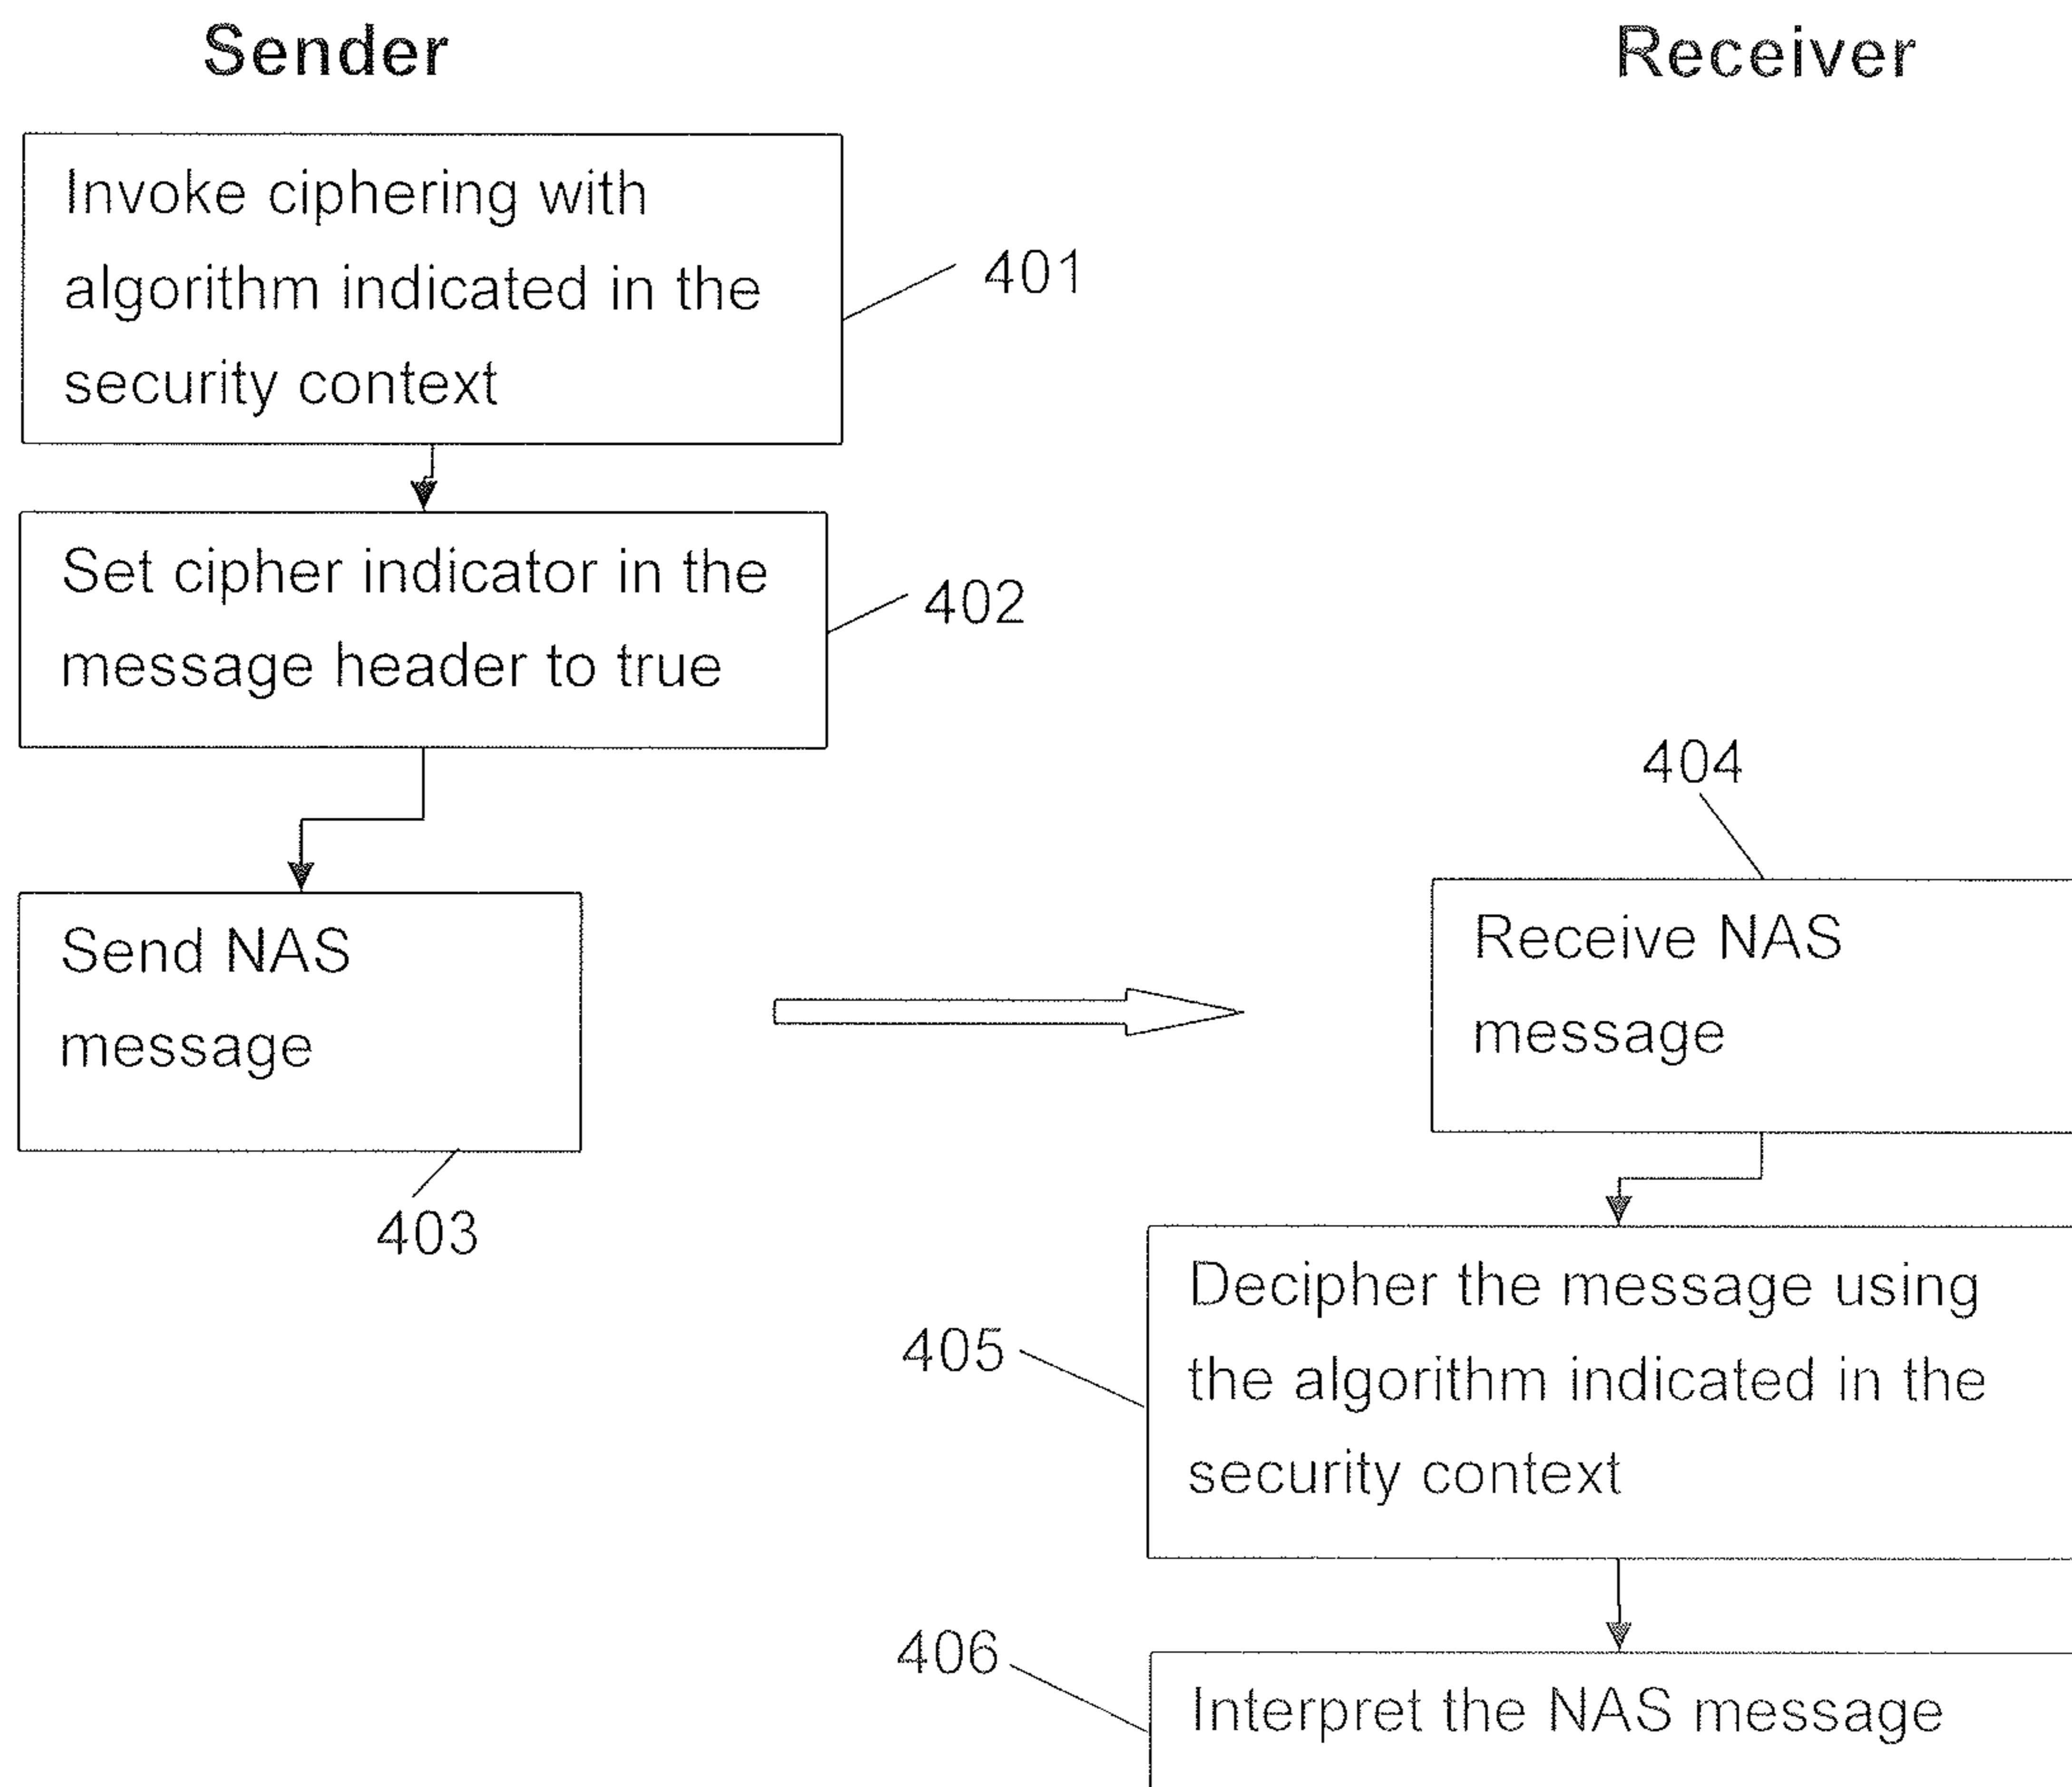 Sender
Receiver
Invoke ciphering with
algorithm indicated in the
security context
401
Set cipher indicator in the
message header to true
402
Send NAS
message
403
404
Receive NAS
message
405
Decipher the message using
the algorithm indicated in the
security context
406
Interpret the NAS message